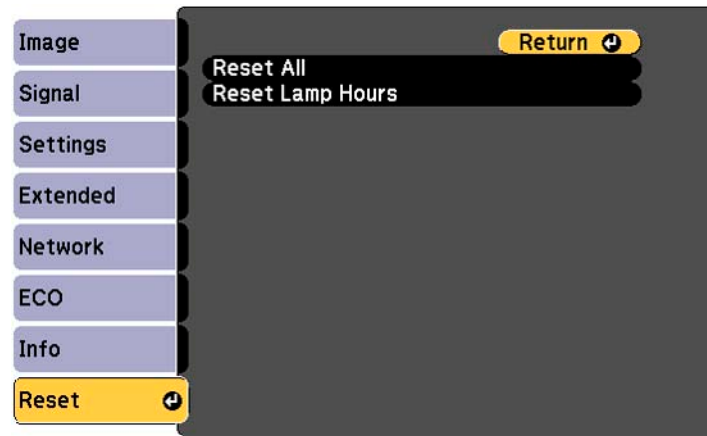 Image
Signal
Settings
Extended
Network
ECO
Info
Reset
Return
Reset All
Reset Lamp Hours